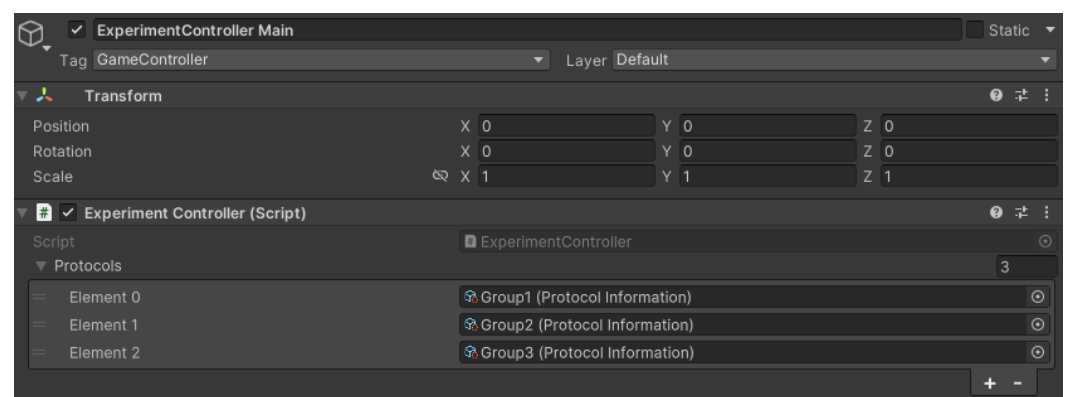 ExperimentController Main Static
Tag GameController Layer Default
Transform
Position X 0 Y 0 Z 0
Rotation X 0 Y 0 Z 0
Scale X 1 Y 1 Z 1
# Experiment Controller (Script)
Script # ExperimentController
Protocols 3
Element 0 Group1 (Protocol Information)
Element 1 Group2 (Protocol Information)
Element 2 Group3 (Protocol Information)
+ -